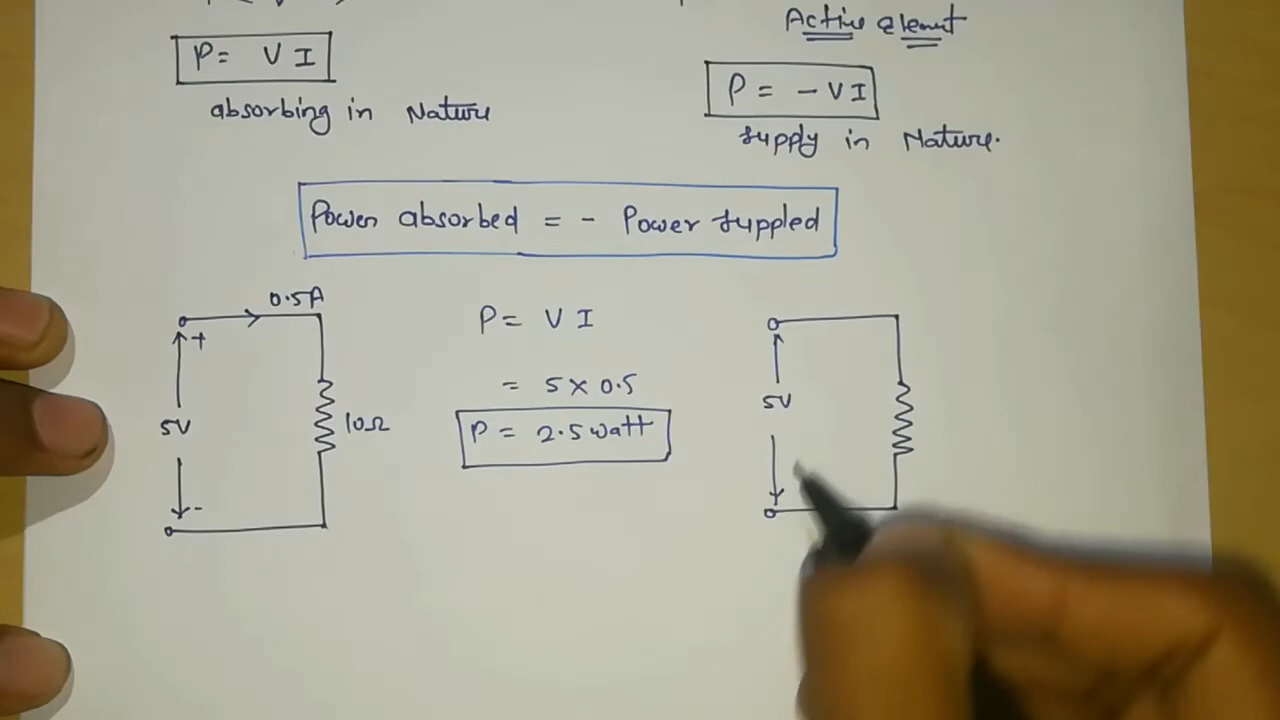 Active element
P = V I
P = - V I
absorbing in Nature
supply in Nature.
Power absorbed = - Power suppled
0.5A
+
5V
-
10Ω
P = V I
= 5 × 0.5
P = 2.5 watt
5V